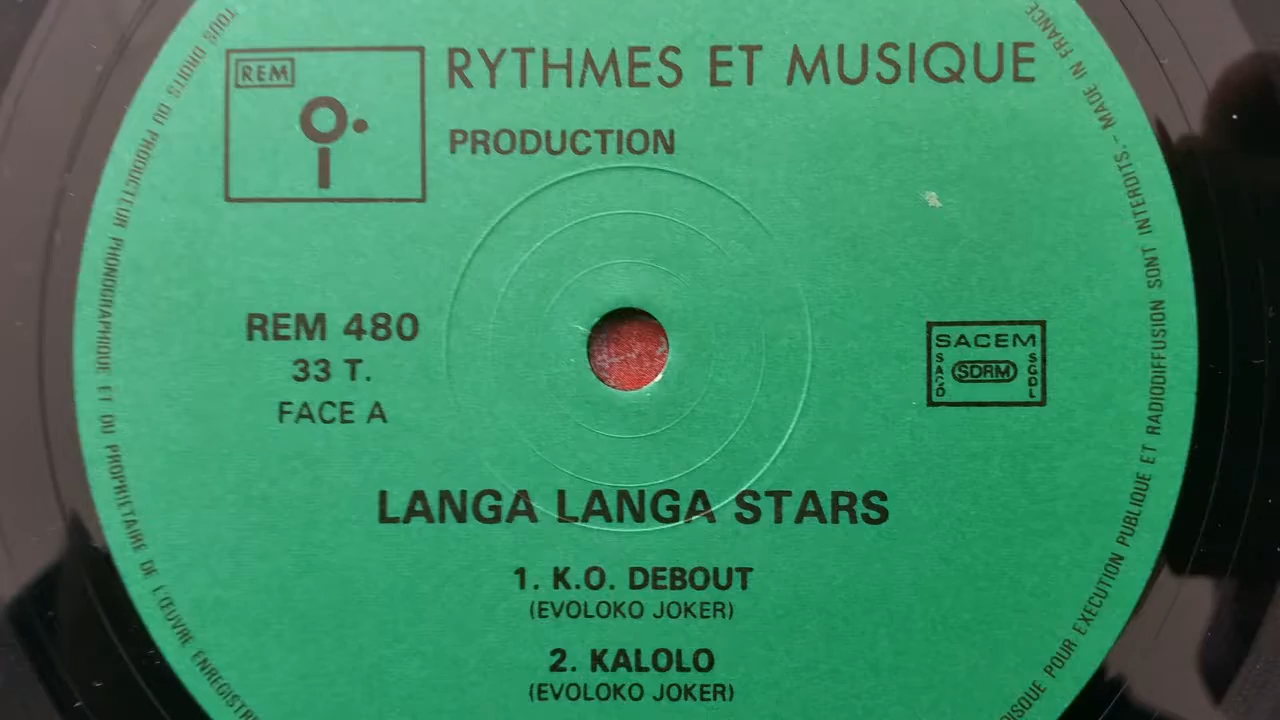 REM
RYTHMES ET MUSIQUE
PRODUCTION
REM 480
33 T.
FACE A
SACEM
SACD
SDRM
SGDL
LANGA LANGA STARS
1. K.O. DEBOUT
(EVOLOKO JOKER)
2. KALOLO
(EVOLOKO JOKER)
TOUS DROITS DU PRODUCTEUR PHONOGRAPHIQUE ET DU PROPRIETAIRE DE L'ŒUVRE
DISQUE POUR EXECUTION PUBLIQUE ET RADIODIFFUSION SONT INTERDITS. - MADE IN FRANCE